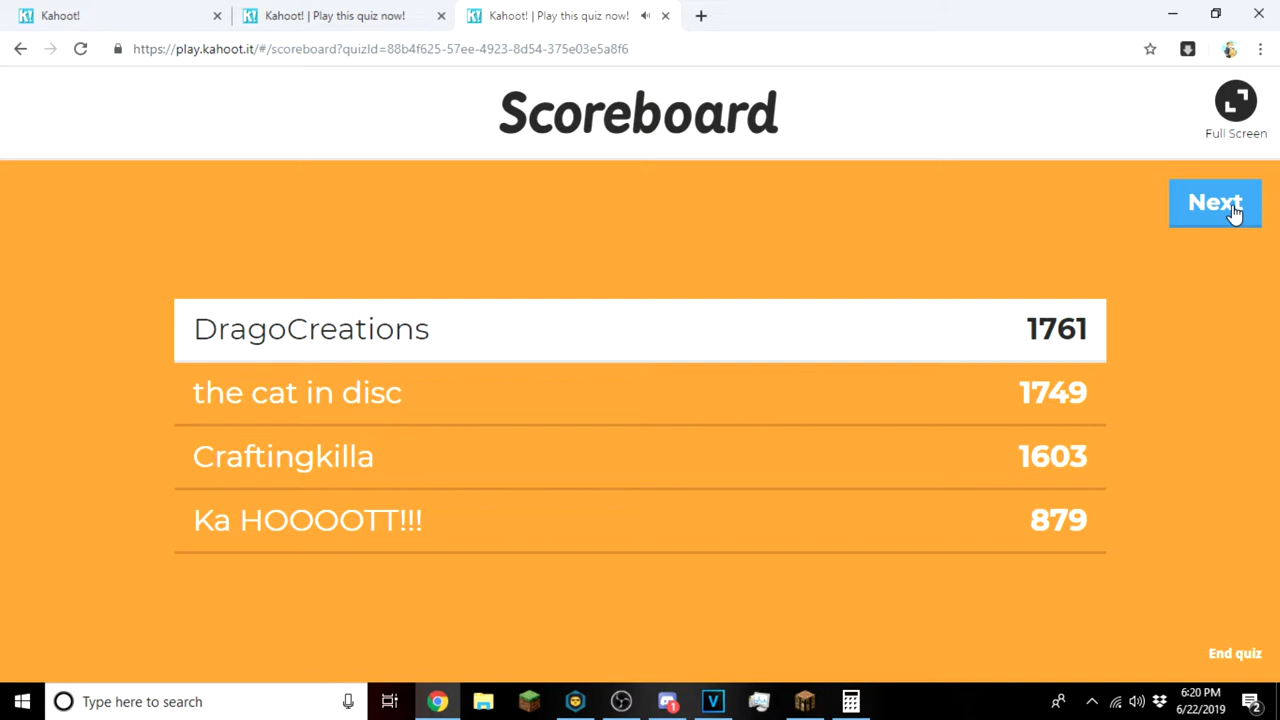 K! Kahoot!
K! Kahoot! | Play this quiz now!
K! Kahoot! | Play this quiz now!
https://play.kahoot.it/#/scoreboard?quizId=88b4f625-57ee-4923-8d54-375e03e5a8f6
Scoreboard
Full Screen
Next
DragoCreations 1761
the cat in disc 1749
Craftingkilla 1603
Ka HOOOOTT!!! 879
End quiz
Type here to search
1
V
6:20 PM
6/22/2019
2